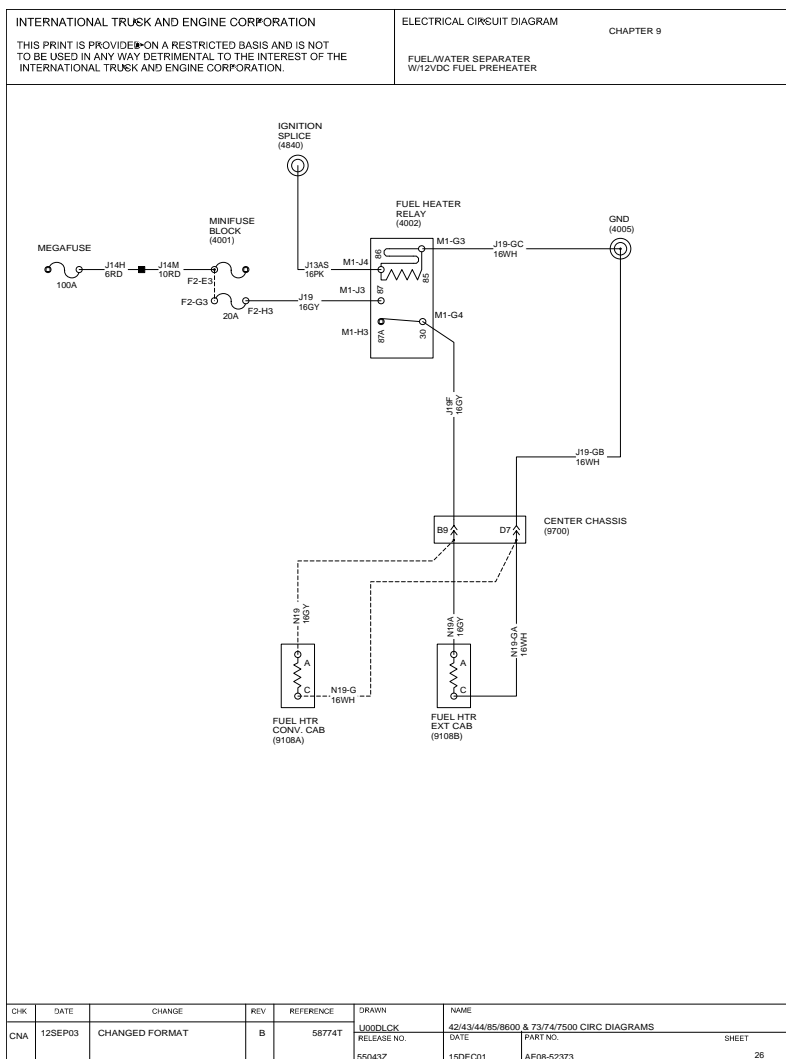 INTERNATIONAL TRUCK AND ENGINE CORPORATION
THIS PRINT IS PROVIDED ON A RESTRICTED BASIS AND IS NOT
TO BE USED IN ANY WAY DETRIMENTAL TO THE INTEREST OF THE
INTERNATIONAL TRUCK AND ENGINE CORPORATION.
ELECTRICAL CIRCUIT DIAGRAM
CHAPTER 9
FUEL/WATER SEPARATER
W/12VDC FUEL PREHEATER
IGNITION
SPLICE
(4840)
FUEL HEATER
RELAY
(4002)
MINIFUSE
BLOCK
(4001)
GND
(4005)
MEGAFUSE
100A
J14H
6RD
J14M
10RD
F2-E3
F2-G3
20A
F2-H3
J13AS
16PK
J19
16GY
M1-J4
M1-J3
M1-H3
86
85
87
87A
30
M1-G3
M1-G4
J19-GC
16WH
J19F
16GY
J19-GB
16WH
B9
D7
CENTER CHASSIS
(9700)
N19
16GY
N19A
16GY
N19-GA
16WH
A
C
N19-G
16WH
A
C
FUEL HTR
CONV. CAB
(9108A)
FUEL HTR
EXT CAB
(9108B)
CHK DATE CHANGE REV REFERENCE
CNA 12SEP03 CHANGED FORMAT B 58774T
DRAWN
U00DLCK
NAME
42/43/44/85/8600 & 73/74/7500 CIRC DIAGRAMS
RELEASE NO.
55043Z
DATE
15DEC01
PART NO.
AE08-52373
SHEET
26